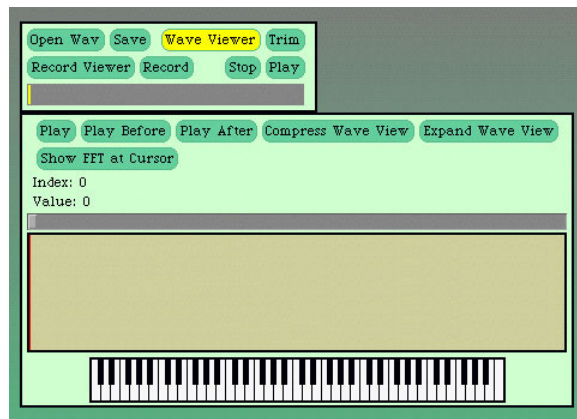 Open Wav Save Wave Viewer Trim
Record Viewer Record Stop Play
Play Play Before Play After Compress Wave View Expand Wave View
Show FFT at Cursor
Index: 0
Value: 0